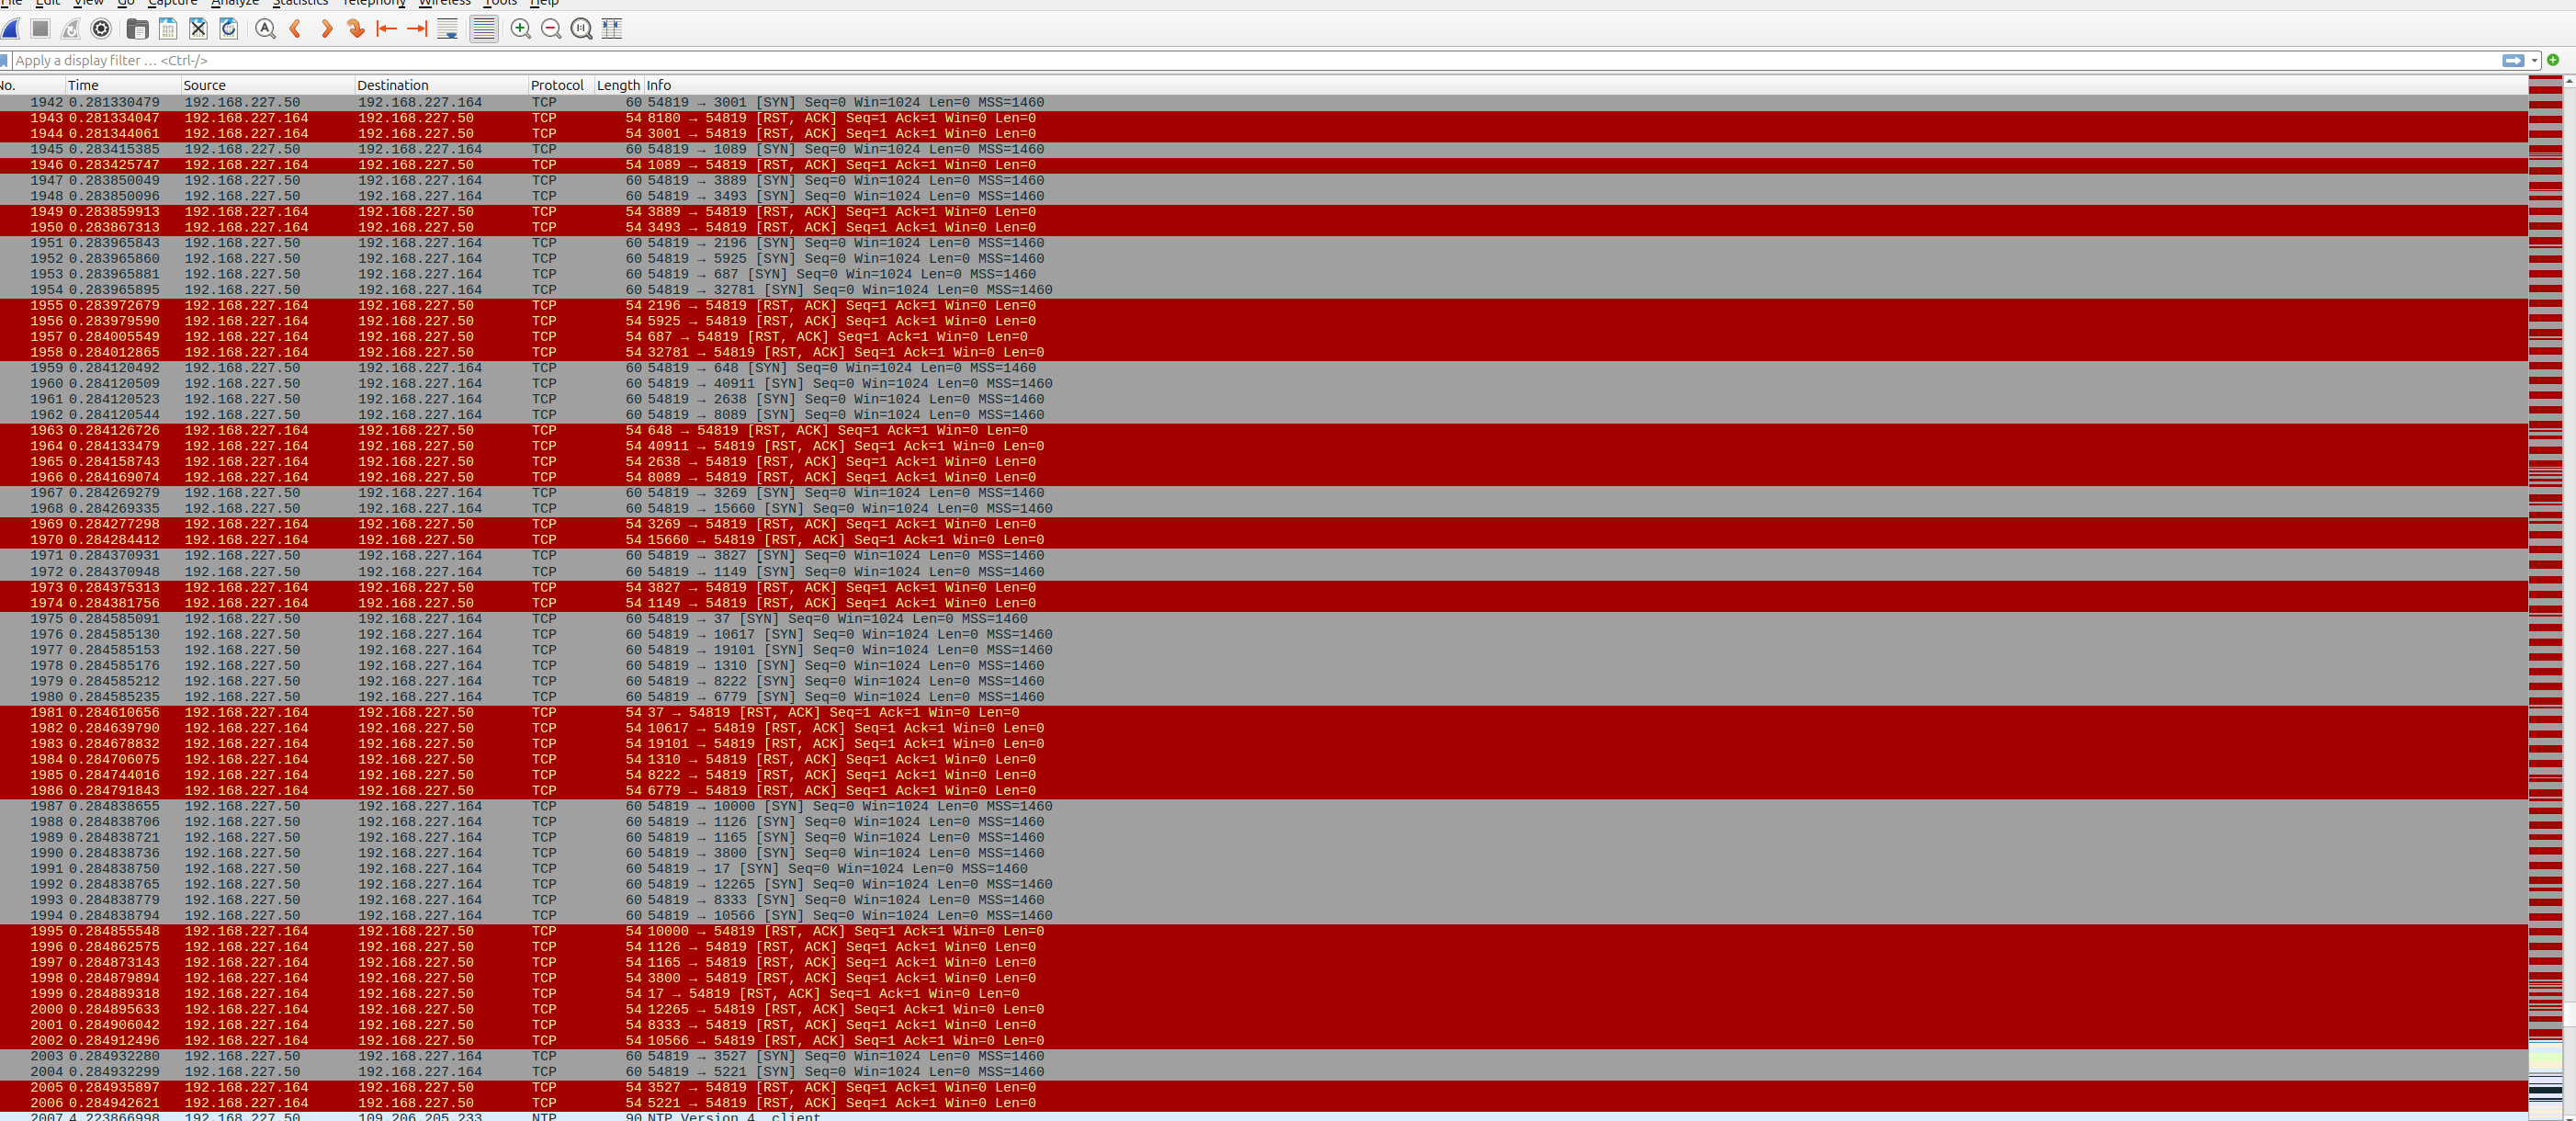 File Edit View Go Capture Analyze Statistics Telephony Wireless Tools Help
Apply a display filter … <Ctrl-/>
No. Time Source Destination Protocol Length Info
1942 0.281330479 192.168.227.50 192.168.227.164 TCP 60 54819 → 3001 [SYN] Seq=0 Win=1024 Len=0 MSS=1460
1943 0.281334047 192.168.227.164 192.168.227.50 TCP 54 8180 → 54819 [RST, ACK] Seq=1 Ack=1 Win=0 Len=0
1944 0.281344061 192.168.227.164 192.168.227.50 TCP 54 3001 → 54819 [RST, ACK] Seq=1 Ack=1 Win=0 Len=0
1945 0.283415385 192.168.227.50 192.168.227.164 TCP 60 54819 → 1089 [SYN] Seq=0 Win=1024 Len=0 MSS=1460
1946 0.283425747 192.168.227.164 192.168.227.50 TCP 54 1089 → 54819 [RST, ACK] Seq=1 Ack=1 Win=0 Len=0
1947 0.283850049 192.168.227.50 192.168.227.164 TCP 60 54819 → 3889 [SYN] Seq=0 Win=1024 Len=0 MSS=1460
1948 0.283850096 192.168.227.50 192.168.227.164 TCP 60 54819 → 3493 [SYN] Seq=0 Win=1024 Len=0 MSS=1460
1949 0.283859913 192.168.227.164 192.168.227.50 TCP 54 3889 → 54819 [RST, ACK] Seq=1 Ack=1 Win=0 Len=0
1950 0.283867313 192.168.227.164 192.168.227.50 TCP 54 3493 → 54819 [RST, ACK] Seq=1 Ack=1 Win=0 Len=0
1951 0.283965843 192.168.227.50 192.168.227.164 TCP 60 54819 → 2196 [SYN] Seq=0 Win=1024 Len=0 MSS=1460
1952 0.283965860 192.168.227.50 192.168.227.164 TCP 60 54819 → 5925 [SYN] Seq=0 Win=1024 Len=0 MSS=1460
1953 0.283965881 192.168.227.50 192.168.227.164 TCP 60 54819 → 687 [SYN] Seq=0 Win=1024 Len=0 MSS=1460
1954 0.283965895 192.168.227.50 192.168.227.164 TCP 60 54819 → 32781 [SYN] Seq=0 Win=1024 Len=0 MSS=1460
1955 0.283972679 192.168.227.164 192.168.227.50 TCP 54 2196 → 54819 [RST, ACK] Seq=1 Ack=1 Win=0 Len=0
1956 0.283979590 192.168.227.164 192.168.227.50 TCP 54 5925 → 54819 [RST, ACK] Seq=1 Ack=1 Win=0 Len=0
1957 0.284005549 192.168.227.164 192.168.227.50 TCP 54 687 → 54819 [RST, ACK] Seq=1 Ack=1 Win=0 Len=0
1958 0.284012865 192.168.227.164 192.168.227.50 TCP 54 32781 → 54819 [RST, ACK] Seq=1 Ack=1 Win=0 Len=0
1959 0.284120492 192.168.227.50 192.168.227.164 TCP 60 54819 → 648 [SYN] Seq=0 Win=1024 Len=0 MSS=1460
1960 0.284120509 192.168.227.50 192.168.227.164 TCP 60 54819 → 40911 [SYN] Seq=0 Win=1024 Len=0 MSS=1460
1961 0.284120523 192.168.227.50 192.168.227.164 TCP 60 54819 → 2638 [SYN] Seq=0 Win=1024 Len=0 MSS=1460
1962 0.284120544 192.168.227.50 192.168.227.164 TCP 60 54819 → 8089 [SYN] Seq=0 Win=1024 Len=0 MSS=1460
1963 0.284126726 192.168.227.164 192.168.227.50 TCP 54 648 → 54819 [RST, ACK] Seq=1 Ack=1 Win=0 Len=0
1964 0.284133479 192.168.227.164 192.168.227.50 TCP 54 40911 → 54819 [RST, ACK] Seq=1 Ack=1 Win=0 Len=0
1965 0.284158743 192.168.227.164 192.168.227.50 TCP 54 2638 → 54819 [RST, ACK] Seq=1 Ack=1 Win=0 Len=0
1966 0.284169074 192.168.227.164 192.168.227.50 TCP 54 8089 → 54819 [RST, ACK] Seq=1 Ack=1 Win=0 Len=0
1967 0.284269279 192.168.227.50 192.168.227.164 TCP 60 54819 → 3269 [SYN] Seq=0 Win=1024 Len=0 MSS=1460
1968 0.284269335 192.168.227.50 192.168.227.164 TCP 60 54819 → 15660 [SYN] Seq=0 Win=1024 Len=0 MSS=1460
1969 0.284277298 192.168.227.164 192.168.227.50 TCP 54 3269 → 54819 [RST, ACK] Seq=1 Ack=1 Win=0 Len=0
1970 0.284284412 192.168.227.164 192.168.227.50 TCP 54 15660 → 54819 [RST, ACK] Seq=1 Ack=1 Win=0 Len=0
1971 0.284370931 192.168.227.50 192.168.227.164 TCP 60 54819 → 3827 [SYN] Seq=0 Win=1024 Len=0 MSS=1460
1972 0.284370948 192.168.227.50 192.168.227.164 TCP 60 54819 → 1149 [SYN] Seq=0 Win=1024 Len=0 MSS=1460
1973 0.284375313 192.168.227.164 192.168.227.50 TCP 54 3827 → 54819 [RST, ACK] Seq=1 Ack=1 Win=0 Len=0
1974 0.284381756 192.168.227.164 192.168.227.50 TCP 54 1149 → 54819 [RST, ACK] Seq=1 Ack=1 Win=0 Len=0
1975 0.284585091 192.168.227.50 192.168.227.164 TCP 60 54819 → 37 [SYN] Seq=0 Win=1024 Len=0 MSS=1460
1976 0.284585130 192.168.227.50 192.168.227.164 TCP 60 54819 → 10617 [SYN] Seq=0 Win=1024 Len=0 MSS=1460
1977 0.284585153 192.168.227.50 192.168.227.164 TCP 60 54819 → 19101 [SYN] Seq=0 Win=1024 Len=0 MSS=1460
1978 0.284585176 192.168.227.50 192.168.227.164 TCP 60 54819 → 1310 [SYN] Seq=0 Win=1024 Len=0 MSS=1460
1979 0.284585212 192.168.227.50 192.168.227.164 TCP 60 54819 → 8222 [SYN] Seq=0 Win=1024 Len=0 MSS=1460
1980 0.284585235 192.168.227.50 192.168.227.164 TCP 60 54819 → 6779 [SYN] Seq=0 Win=1024 Len=0 MSS=1460
1981 0.284610656 192.168.227.164 192.168.227.50 TCP 54 37 → 54819 [RST, ACK] Seq=1 Ack=1 Win=0 Len=0
1982 0.284639790 192.168.227.164 192.168.227.50 TCP 54 10617 → 54819 [RST, ACK] Seq=1 Ack=1 Win=0 Len=0
1983 0.284678832 192.168.227.164 192.168.227.50 TCP 54 19101 → 54819 [RST, ACK] Seq=1 Ack=1 Win=0 Len=0
1984 0.284706075 192.168.227.164 192.168.227.50 TCP 54 1310 → 54819 [RST, ACK] Seq=1 Ack=1 Win=0 Len=0
1985 0.284744016 192.168.227.164 192.168.227.50 TCP 54 8222 → 54819 [RST, ACK] Seq=1 Ack=1 Win=0 Len=0
1986 0.284791843 192.168.227.164 192.168.227.50 TCP 54 6779 → 54819 [RST, ACK] Seq=1 Ack=1 Win=0 Len=0
1987 0.284838655 192.168.227.50 192.168.227.164 TCP 60 54819 → 10000 [SYN] Seq=0 Win=1024 Len=0 MSS=1460
1988 0.284838706 192.168.227.50 192.168.227.164 TCP 60 54819 → 1126 [SYN] Seq=0 Win=1024 Len=0 MSS=1460
1989 0.284838721 192.168.227.50 192.168.227.164 TCP 60 54819 → 1165 [SYN] Seq=0 Win=1024 Len=0 MSS=1460
1990 0.284838736 192.168.227.50 192.168.227.164 TCP 60 54819 → 3800 [SYN] Seq=0 Win=1024 Len=0 MSS=1460
1991 0.284838750 192.168.227.50 192.168.227.164 TCP 60 54819 → 17 [SYN] Seq=0 Win=1024 Len=0 MSS=1460
1992 0.284838765 192.168.227.50 192.168.227.164 TCP 60 54819 → 12265 [SYN] Seq=0 Win=1024 Len=0 MSS=1460
1993 0.284838779 192.168.227.50 192.168.227.164 TCP 60 54819 → 8333 [SYN] Seq=0 Win=1024 Len=0 MSS=1460
1994 0.284838794 192.168.227.50 192.168.227.164 TCP 60 54819 → 10566 [SYN] Seq=0 Win=1024 Len=0 MSS=1460
1995 0.284855548 192.168.227.164 192.168.227.50 TCP 54 10000 → 54819 [RST, ACK] Seq=1 Ack=1 Win=0 Len=0
1996 0.284862575 192.168.227.164 192.168.227.50 TCP 54 1126 → 54819 [RST, ACK] Seq=1 Ack=1 Win=0 Len=0
1997 0.284873143 192.168.227.164 192.168.227.50 TCP 54 1165 → 54819 [RST, ACK] Seq=1 Ack=1 Win=0 Len=0
1998 0.284879894 192.168.227.164 192.168.227.50 TCP 54 3800 → 54819 [RST, ACK] Seq=1 Ack=1 Win=0 Len=0
1999 0.284889318 192.168.227.164 192.168.227.50 TCP 54 17 → 54819 [RST, ACK] Seq=1 Ack=1 Win=0 Len=0
2000 0.284895633 192.168.227.164 192.168.227.50 TCP 54 12265 → 54819 [RST, ACK] Seq=1 Ack=1 Win=0 Len=0
2001 0.284906042 192.168.227.164 192.168.227.50 TCP 54 8333 → 54819 [RST, ACK] Seq=1 Ack=1 Win=0 Len=0
2002 0.284912496 192.168.227.164 192.168.227.50 TCP 54 10566 → 54819 [RST, ACK] Seq=1 Ack=1 Win=0 Len=0
2003 0.284932280 192.168.227.50 192.168.227.164 TCP 60 54819 → 3527 [SYN] Seq=0 Win=1024 Len=0 MSS=1460
2004 0.284932299 192.168.227.50 192.168.227.164 TCP 60 54819 → 5221 [SYN] Seq=0 Win=1024 Len=0 MSS=1460
2005 0.284935897 192.168.227.164 192.168.227.50 TCP 54 3527 → 54819 [RST, ACK] Seq=1 Ack=1 Win=0 Len=0
2006 0.284942621 192.168.227.164 192.168.227.50 TCP 54 5221 → 54819 [RST, ACK] Seq=1 Ack=1 Win=0 Len=0
2007 4.223866998 192.168.227.50 109.206.205.233 NTP 90 NTP Version 4, client